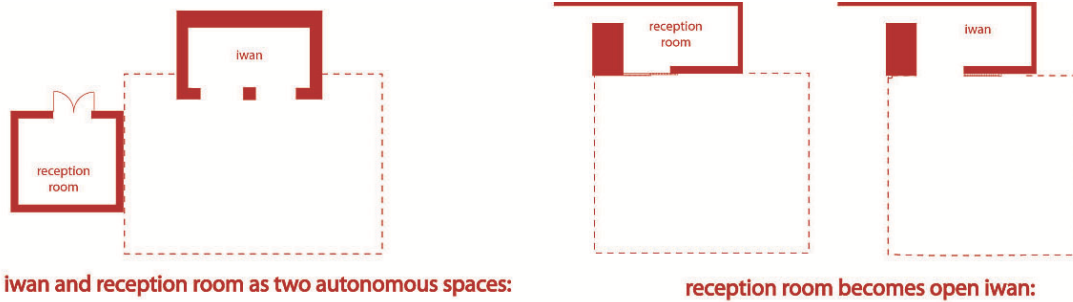 iwan
reception
room
iwan and reception room as two autonomous spaces:
reception
room
iwan
reception room becomes open iwan: